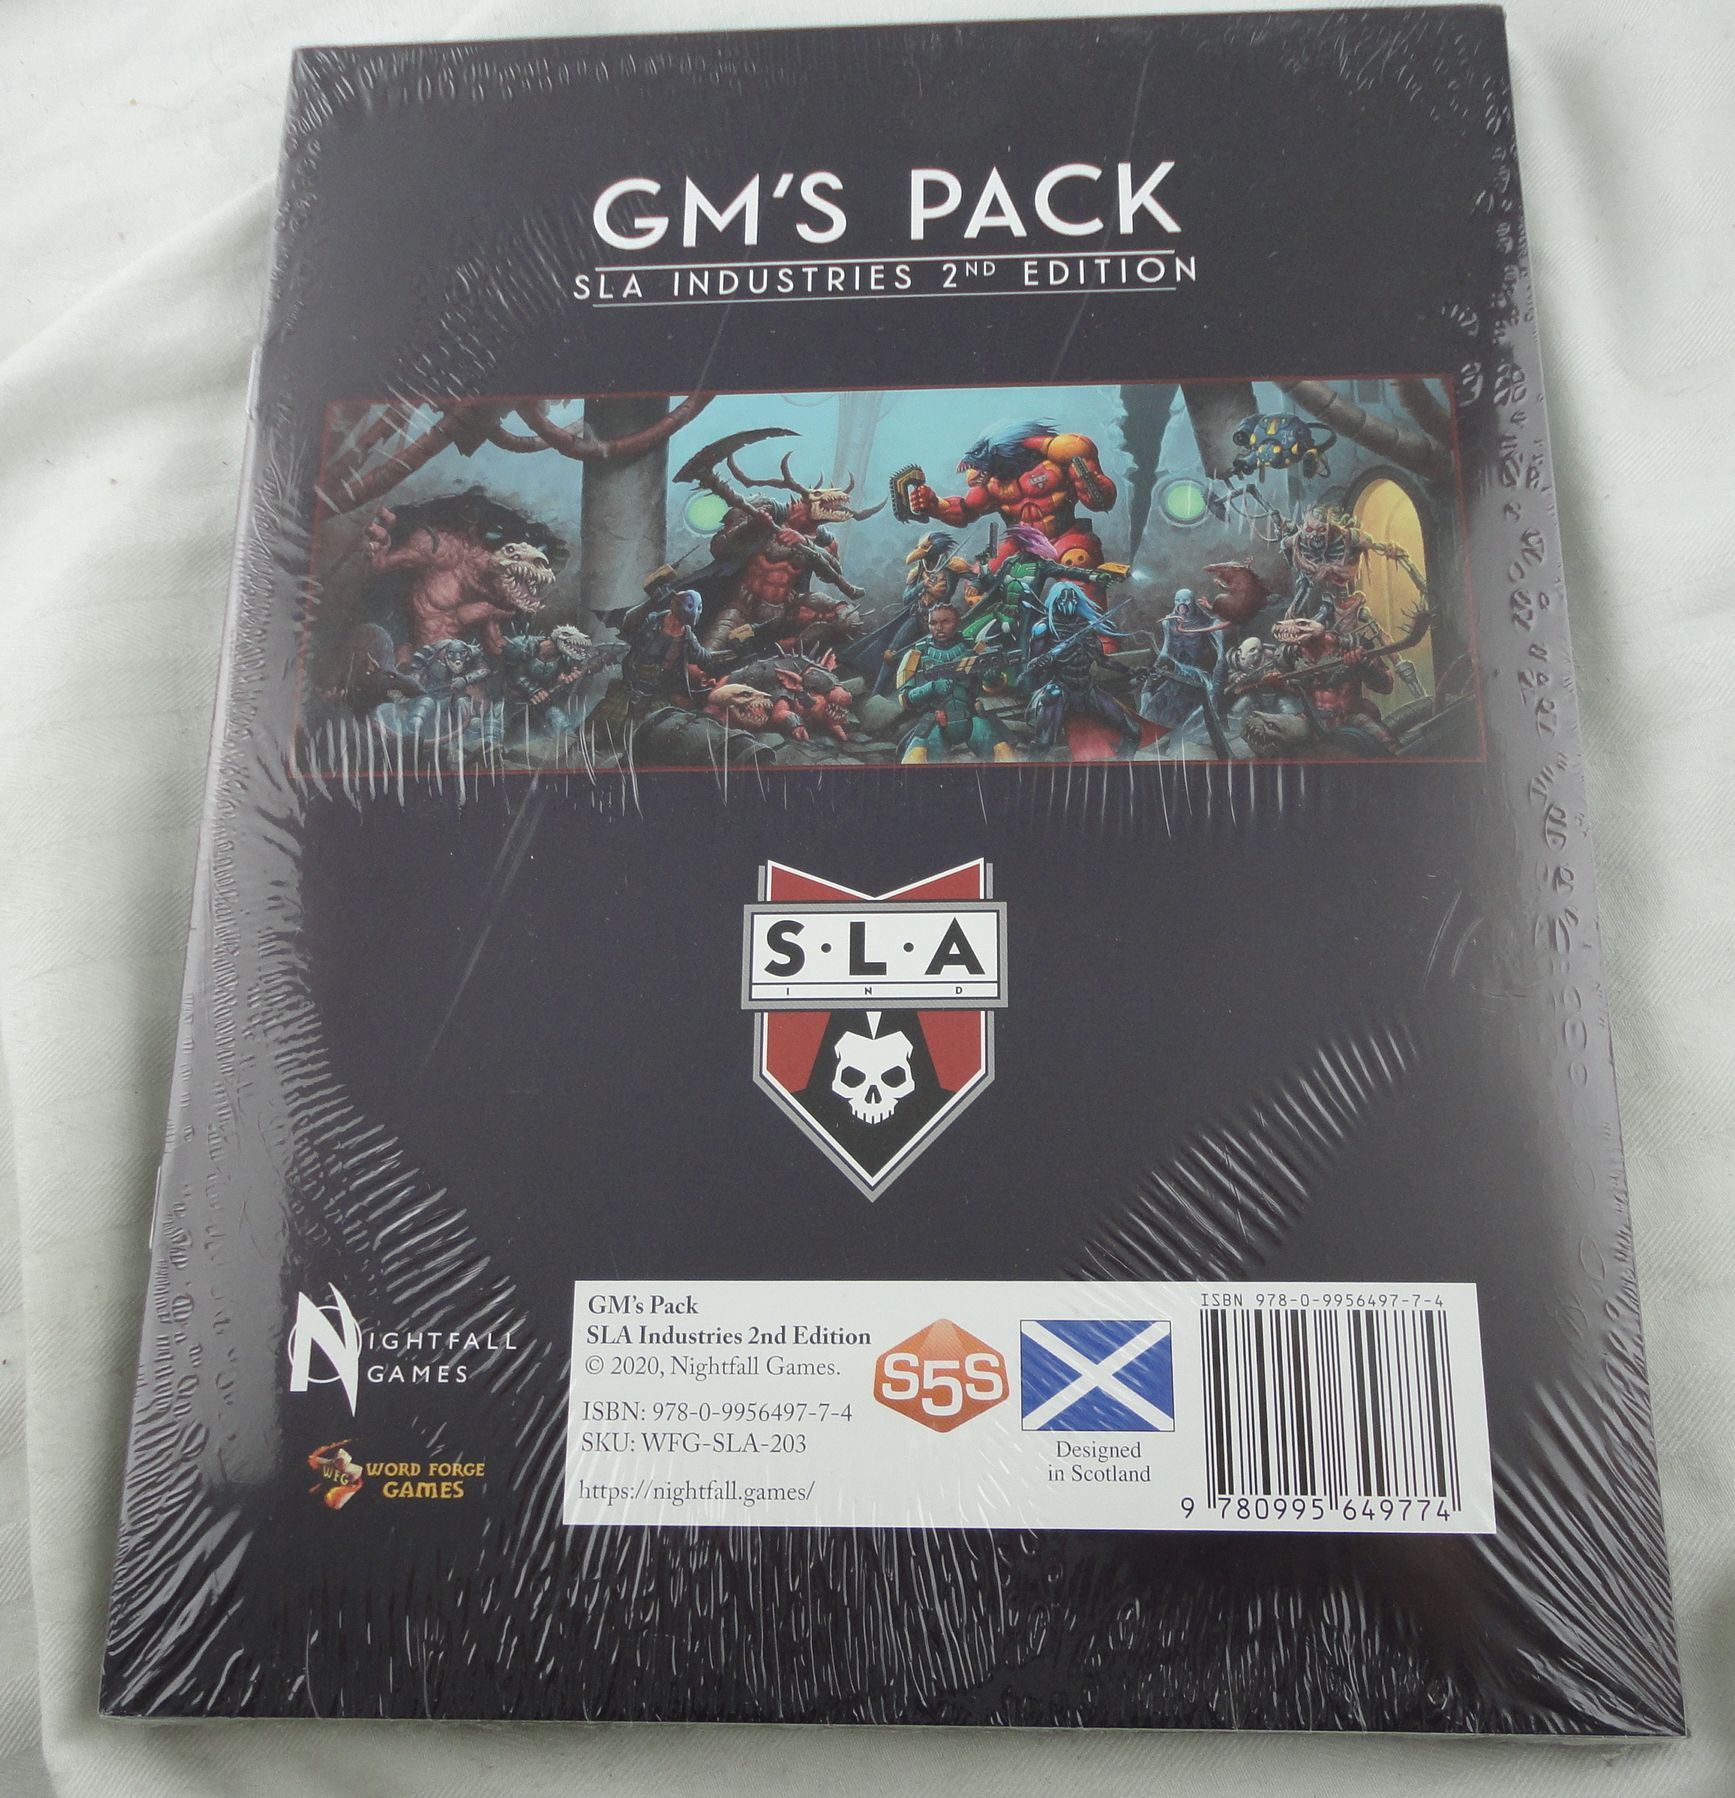 GM'S PACK
SLA INDUSTRIES 2ND EDITION
S·L·A
IND
NIGHTFALL
GAMES
WFG
WORD FORGE
GAMES
GM's Pack
SLA Industries 2nd Edition
© 2020, Nightfall Games.
ISBN: 978-0-9956497-7-4
SKU: WFG-SLA-203
https://nightfall.games/
S5S
Designed
in Scotland
ISBN 978-0-9956497-7-4
9 780995 649774